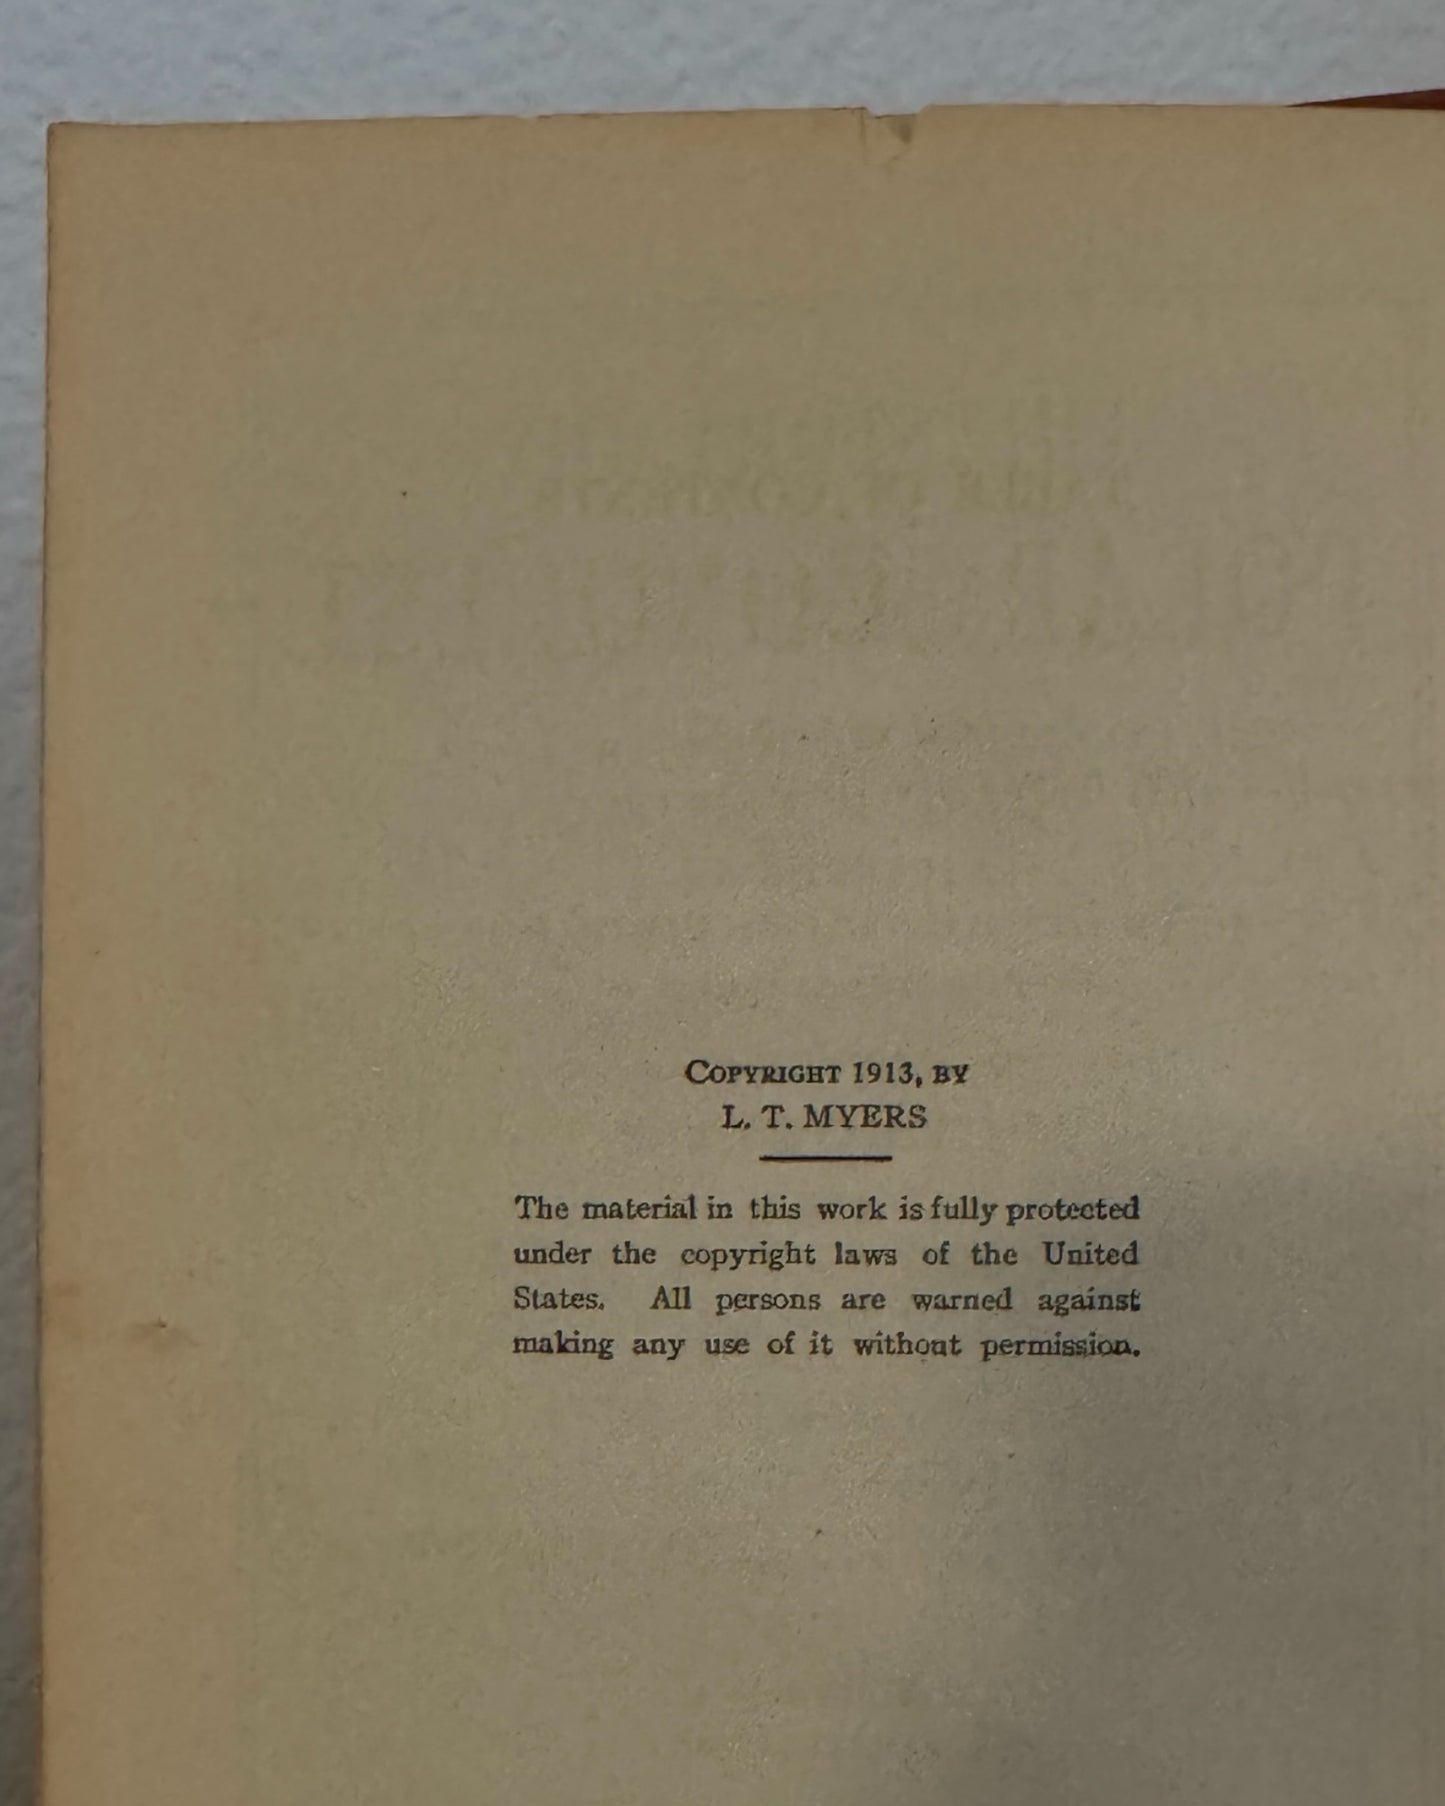 COPYRIGHT 1913, BY
L. T. MYERS
The material in this work is fully protected
under the copyright laws of the United
States. All persons are warned against
making any use of it without permission.